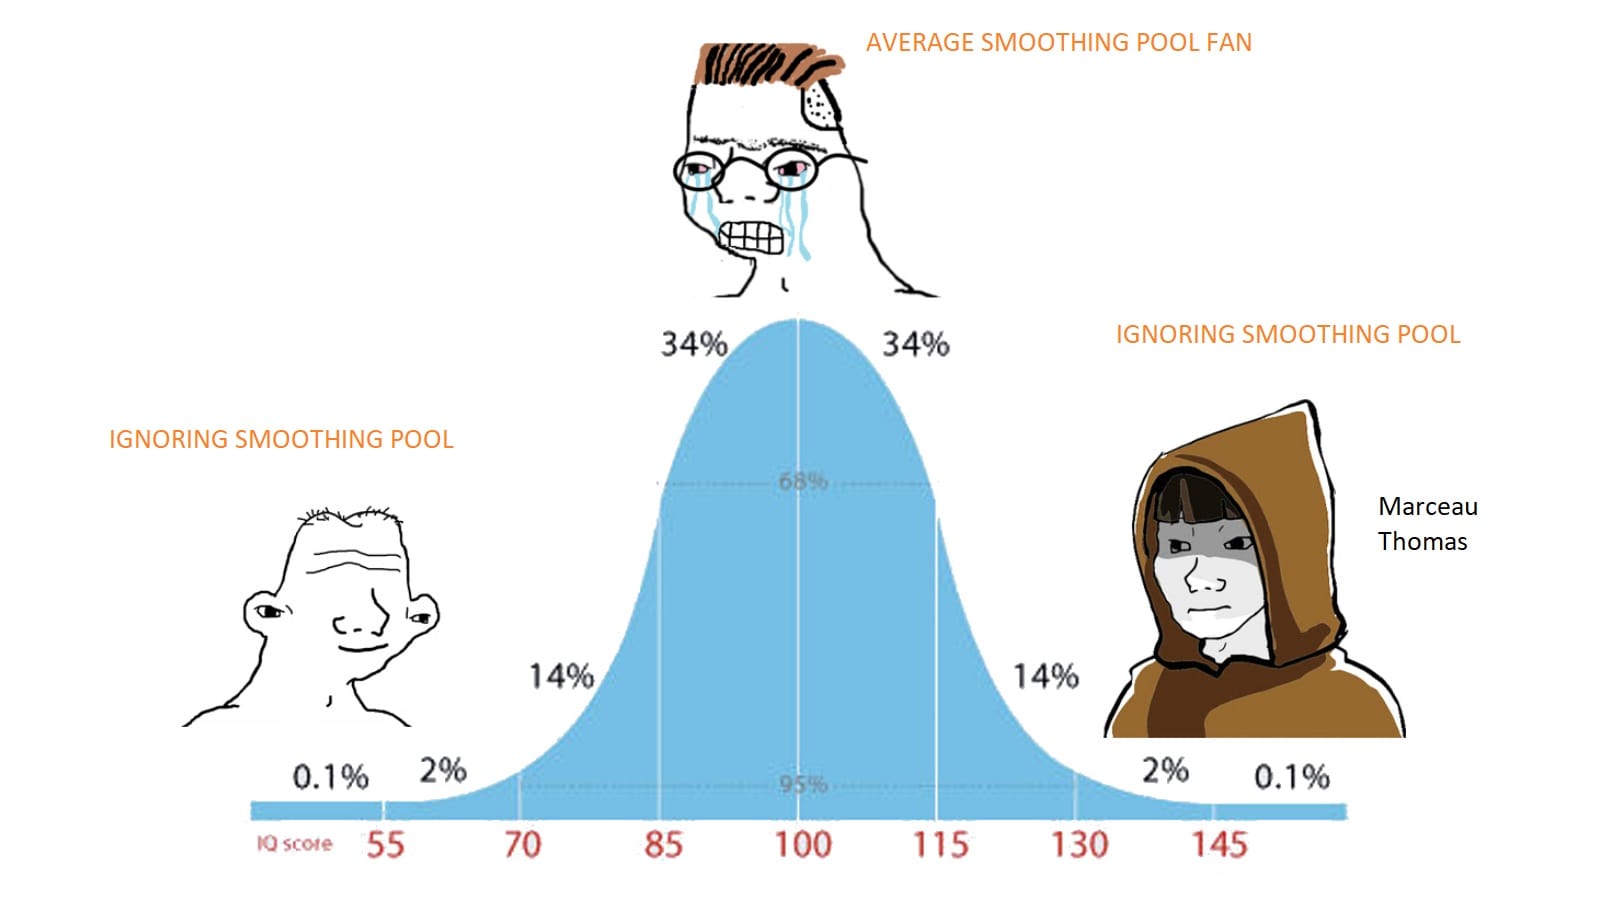 AVERAGE SMOOTHING POOL FAN
34%
34%
IGNORING SMOOTHING POOL
IGNORING SMOOTHING POOL
68%
Marceau
Thomas
14%
14%
0.1%
2%
95%
2%
0.1%
IQ score
55
70
85
100
115
130
145